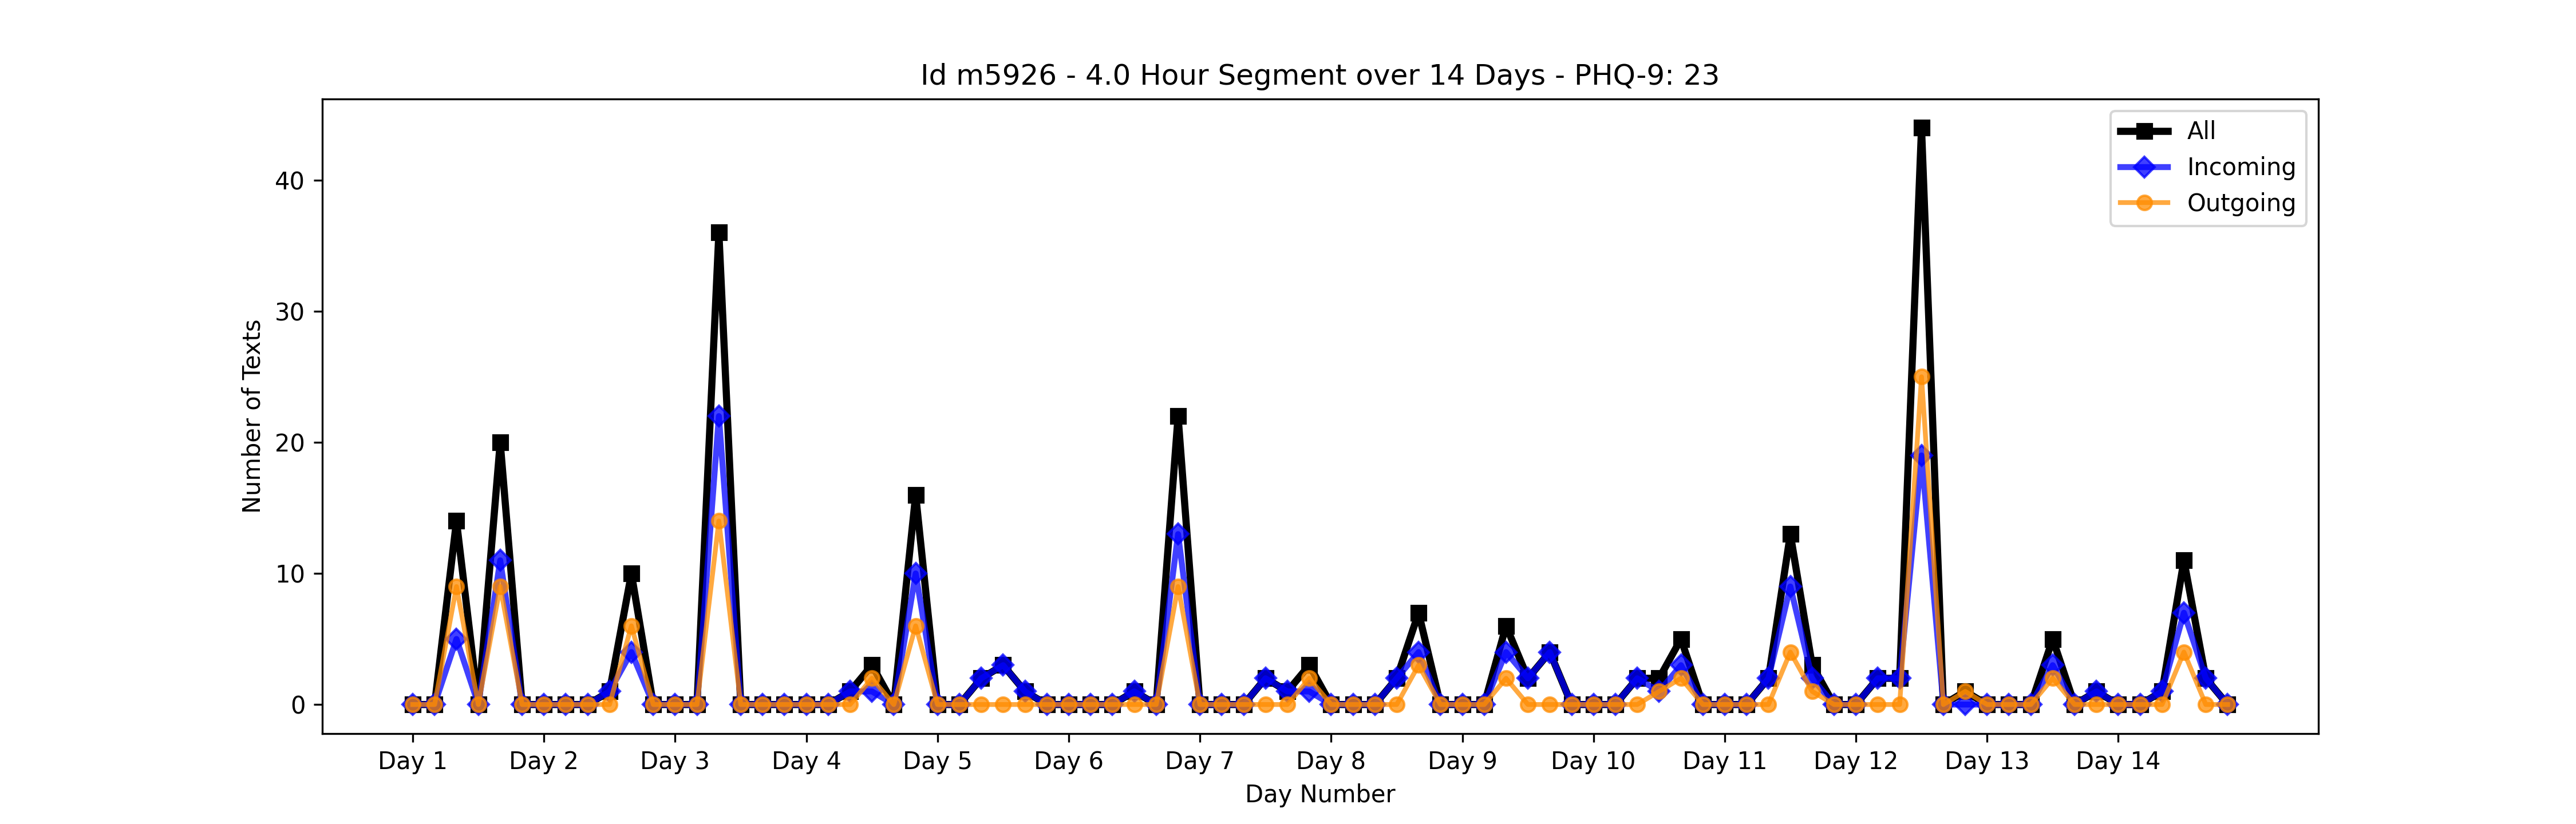 Id m5926 - 4.0 Hour Segment over 14 Days - PHQ-9: 23
All
Incoming
Outgoing
Number of Texts
40
30
20
10
0
Day 1 Day 2 Day 3 Day 4 Day 5 Day 6 Day 7 Day 8 Day 9 Day 10 Day 11 Day 12 Day 13 Day 14
Day Number